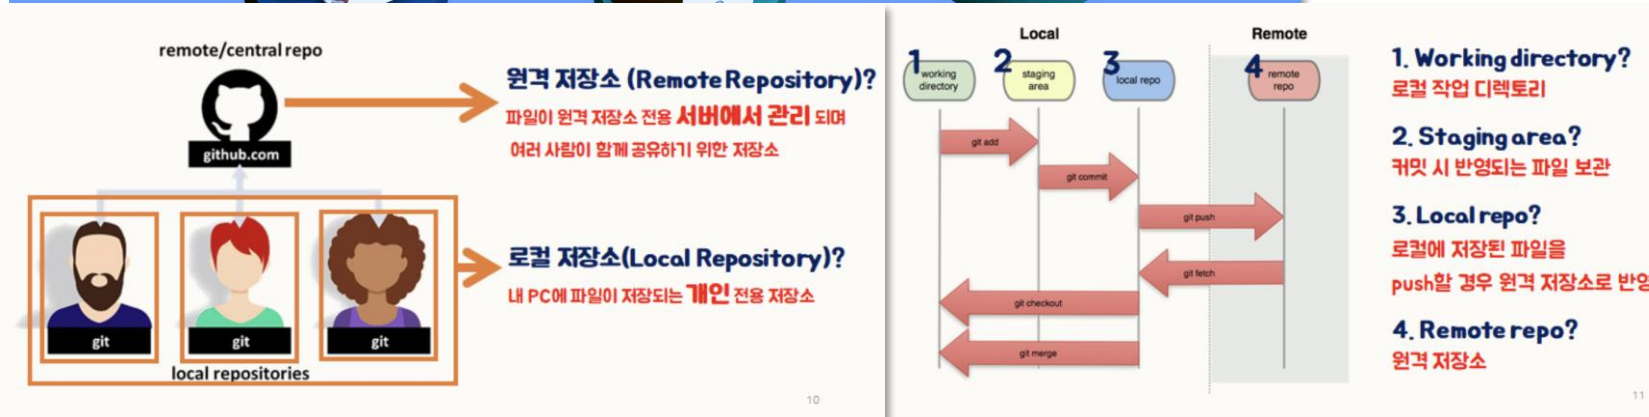 remote/central repo
github.com
git
git
git
local repositories
원격 저장소 (Remote Repository)?
파일이 원격 저장소 전용 서버에서 관리 되며
여러 사람이 함께 공유하기 위한 저장소
로컬 저장소(Local Repository)?
내 PC에 파일이 저장되는 개인 전용 저장소
10
Local
Remote
1
working
directory
2
staging
area
3
local repo
4
remote
repo
git add
git commit
git push
git fetch
git checkout
git merge
1. Working directory?
로컬 작업 디렉토리
2. Staging area?
커밋 시 반영되는 파일 보관
3. Local repo?
로컬에 저장된 파일을
push할 경우 원격 저장소로
4. Remote repo?
원격 저장소
11